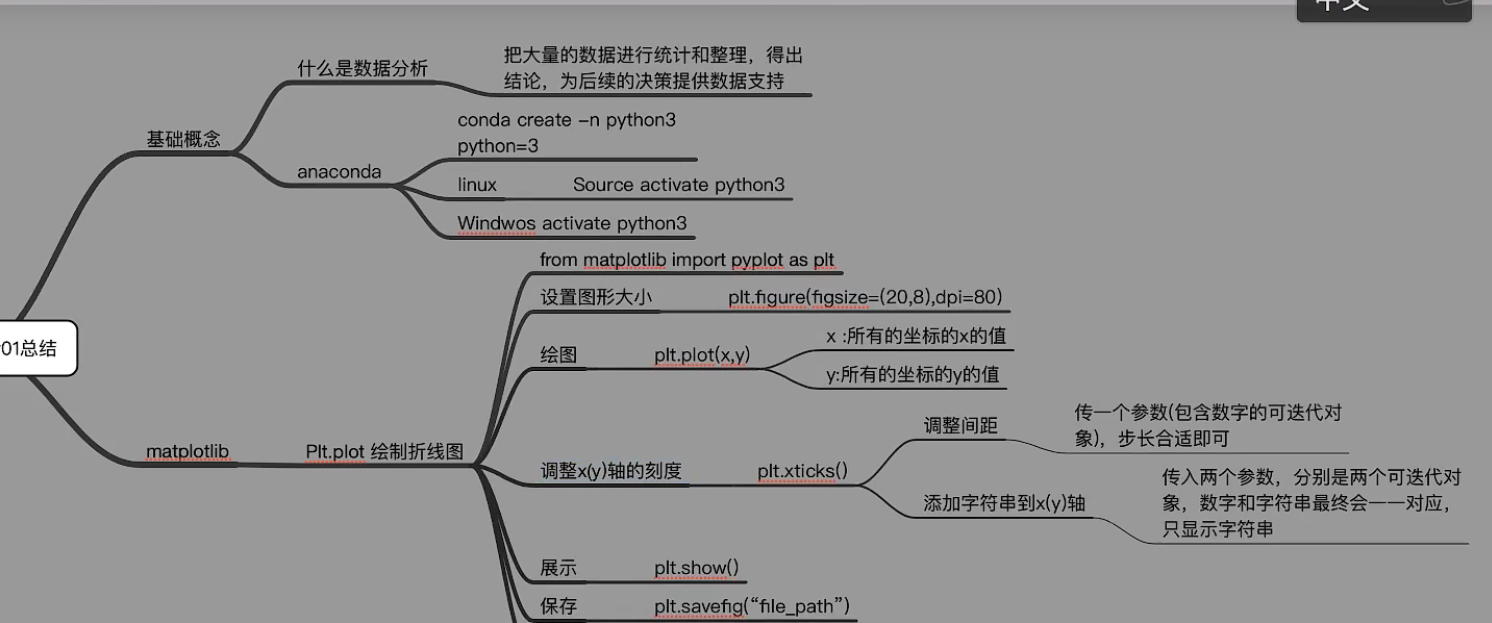 中文
什么是数据分析
把大量的数据进行统计和整理，得出
结论，为后续的决策提供数据支持
基础概念
anaconda
conda create –n python3
python=3
linux Source activate python3
Windwos activate python3
01总结
matplotlib
Plt.plot 绘制折线图
from matplotlib import pyplot as plt
设置图形大小 plt.figure(figsize=(20,8),dpi=80)
绘图 plt.plot(x,y)
x :所有的坐标的x的值
y:所有的坐标的y的值
调整x(y)轴的刻度 plt.xticks()
调整间距
传一个参数(包含数字的可迭代对
象)，步长合适即可
添加字符串到x(y)轴
传入两个参数，分别是两个可迭代对
象，数字和字符串最终会一一对应，
只显示字符串
展示 plt.show()
保存 plt.savefig(“file_path”)